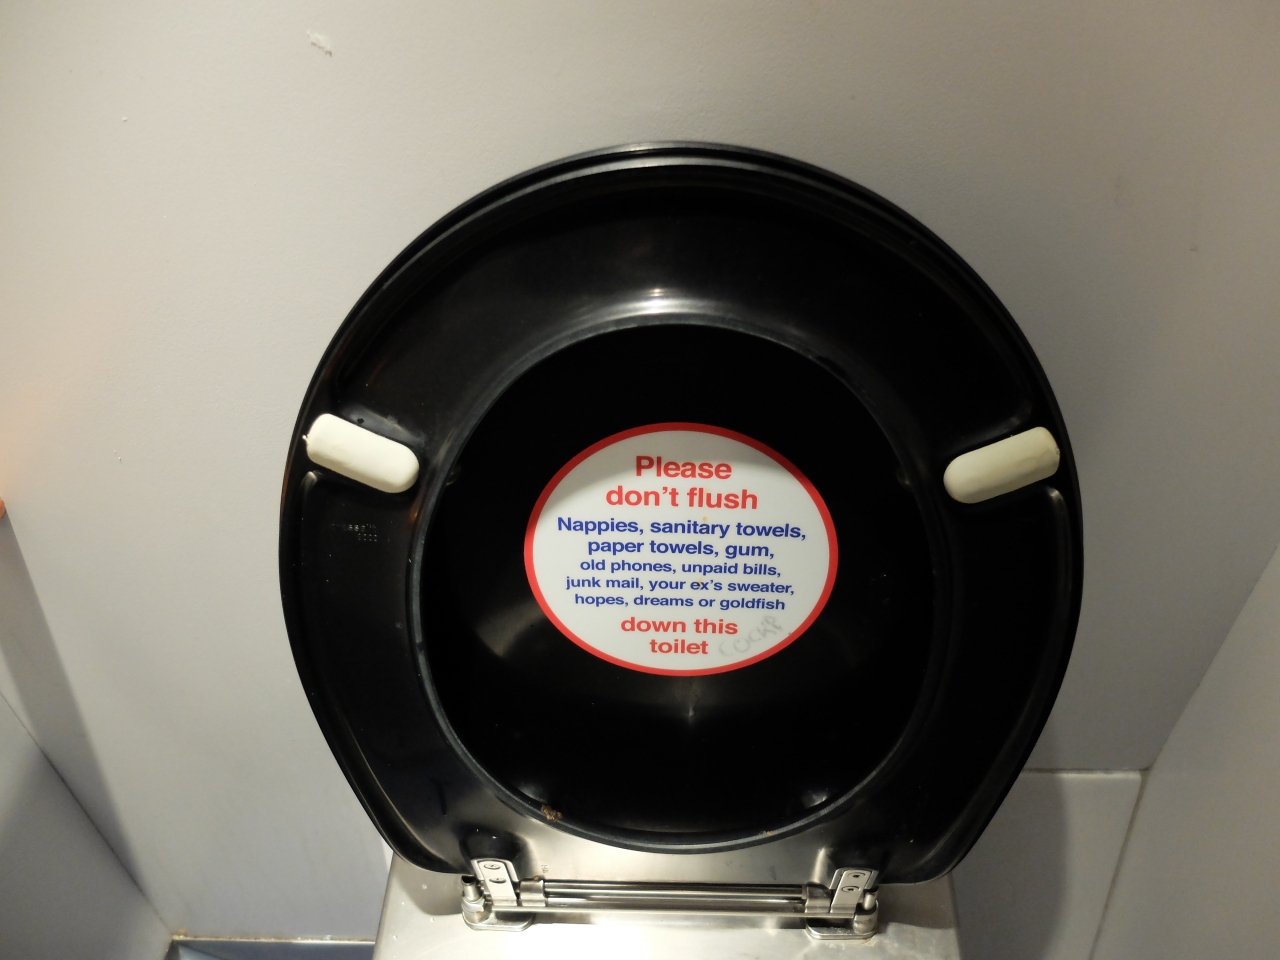 Please
don't flush
Nappies, sanitary towels,
paper towels, gum,
old phones, unpaid bills,
junk mail, your ex's sweater,
hopes, dreams or goldfish
down this
toilet